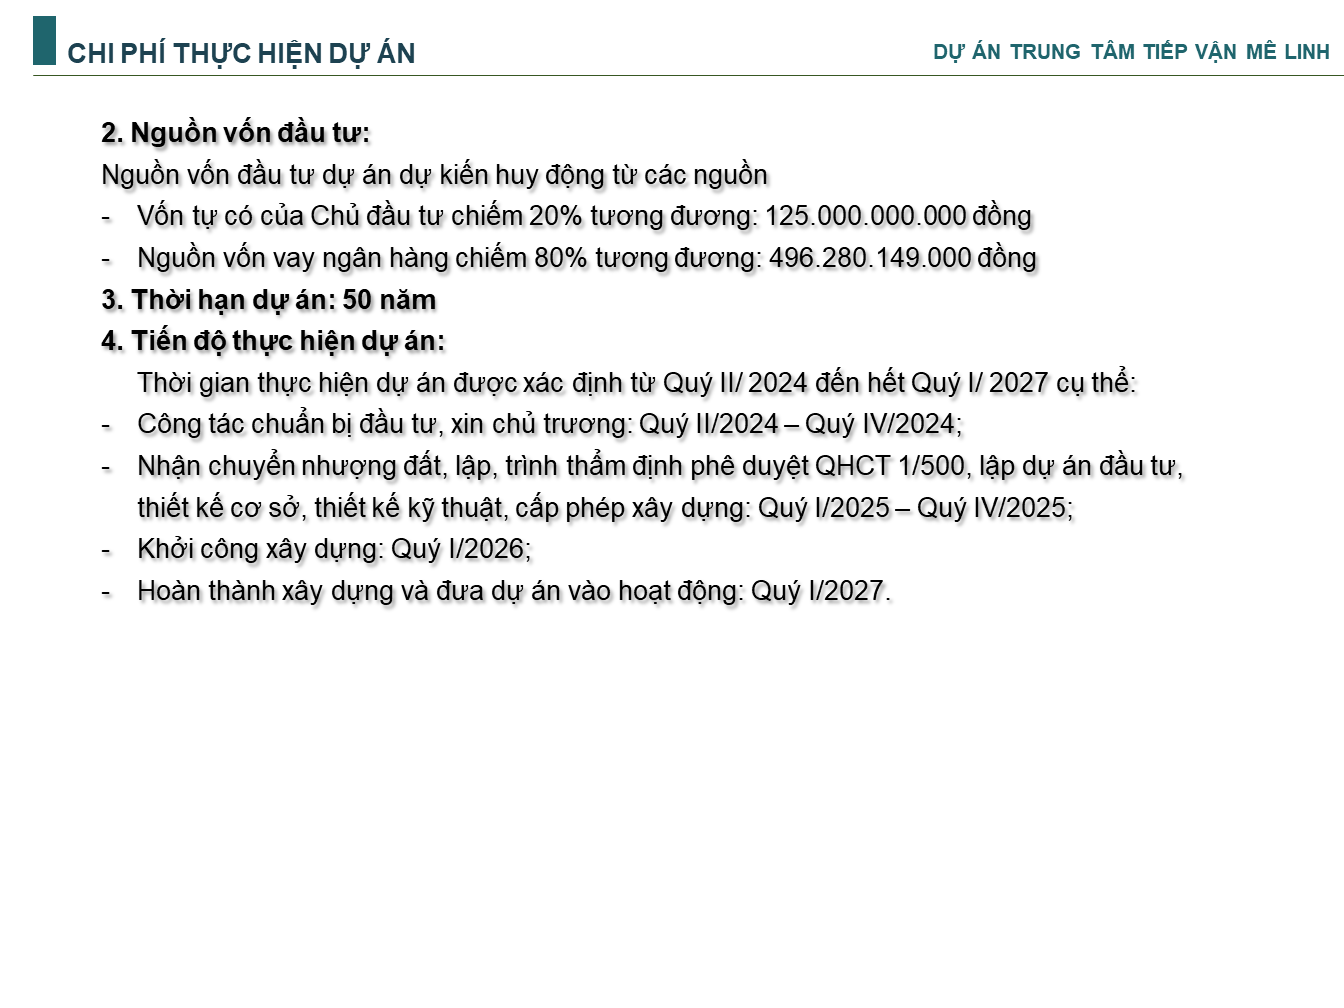 CHI PHÍ THỰC HIỆN DỰ ÁN
DỰ ÁN TRUNG TÂM TIẾP VẬN MÊ LINH
2. Nguồn vốn đầu tư:
Nguồn vốn đầu tư dự án dự kiến huy động từ các nguồn
- Vốn tự có của Chủ đầu tư chiếm 20% tương đương: 125.000.000.000 đồng
- Nguồn vốn vay ngân hàng chiếm 80% tương đương: 496.280.149.000 đồng
3. Thời hạn dự án: 50 năm
4. Tiến độ thực hiện dự án:
Thời gian thực hiện dự án được xác định từ Quý II/ 2024 đến hết Quý I/ 2027 cụ thể:
- Công tác chuẩn bị đầu tư, xin chủ trương: Quý II/2024 – Quý IV/2024;
- Nhận chuyển nhượng đất, lập, trình thẩm định phê duyệt QHCT 1/500, lập dự án đầu tư,
thiết kế cơ sở, thiết kế kỹ thuật, cấp phép xây dựng: Quý I/2025 – Quý IV/2025;
- Khởi công xây dựng: Quý I/2026;
- Hoàn thành xây dựng và đưa dự án vào hoạt động: Quý I/2027.